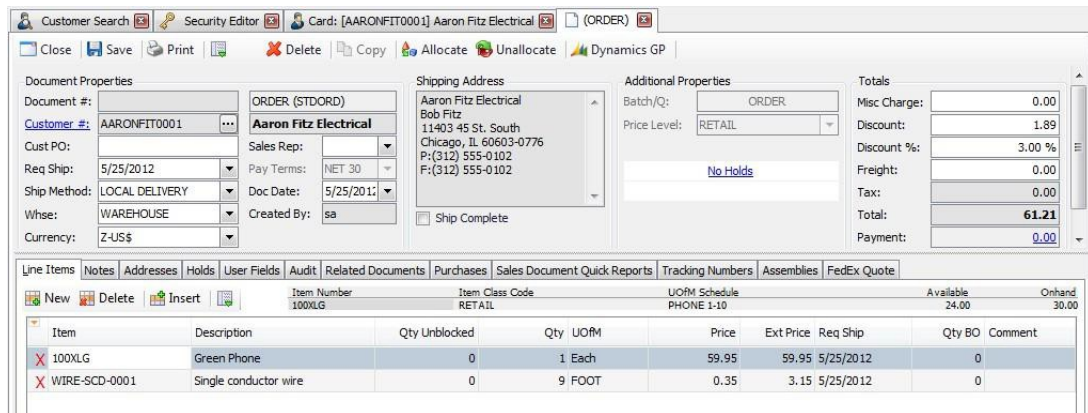 Customer Search Security Editor Card: [AARONFIT0001] Aaron Fitz Electrical (ORDER)
Close Save Print Delete Copy Allocate Unallocate Dynamics GP
Document Properties Shipping Address Additional Properties Totals
Document #: ORDER (STDORD) Aaron Fitz Electrical Batch/Q: ORDER Misc Charge: 0.00
Bob Fitz
Customer #: AARONFIT0001 ... Aaron Fitz Electrical 11403 45 St. South Price Level: RETAIL Discount: 1.89
Chicago, IL 60603-0776
Cust PO: Sales Rep: P:(312) 555-0102 Discount %: 3.00 %
Req Ship: 5/25/2012 Pay Terms: NET 30 F:(312) 555-0102 No Holds Freight: 0.00
Ship Method: LOCAL DELIVERY Doc Date: 5/25/2012 Tax: 0.00
Whse: WAREHOUSE Created By: sa Ship Complete Total: 61.21
Currency: Z-US$ Payment: 0.00
Line Items Notes Addresses Holds User Fields Audit Related Documents Purchases Sales Document Quick Reports Tracking Numbers Assemblies FedEx Quote
New Delete Insert Item Number Item Class Code UOfM Schedule Available Onhand
100XLG RETAIL PHONE 1-10 24.00 30.00
Item Description Qty Unblocked Qty UOfM Price Ext Price Req Ship Qty BO Comment
100XLG Green Phone 0 1 Each 59.95 59.95 5/25/2012 0
WIRE-SCD-0001 Single conductor wire 0 9 FOOT 0.35 3.15 5/25/2012 0